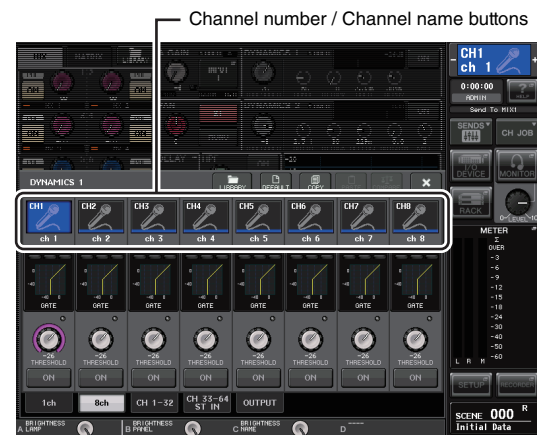 Channel number / Channel name buttons
MIX
MATRIX
LIBRARY
CH1
ch 1
0:00:00
ADMIN
?
HELP
Send To MIX1
SENDS
CH JOB
I/O DEVICE
MONITOR
RACK
0 LEVEL 10
METER
Σ
OVER
-3
-6
-9
-12
-15
-18
-24
-30
-40
-50
-60
L R M
SETUP
RECORDER
SCENE 000 R
Initial Data
DYNAMICS 1
LIBRARY
DEFAULT
COPY
×
CH1 CH2 CH3 CH4 CH5 CH6 CH7 CH8
ch 1 ch 2 ch 3 ch 4 ch 5 ch 6 ch 7 ch 8
GATE GATE GATE GATE GATE GATE GATE GATE
-26 -26 -26 -26 -26 -26 -26 -26
THRESHOLD THRESHOLD THRESHOLD THRESHOLD THRESHOLD THRESHOLD THRESHOLD THRESHOLD
ON ON ON ON ON ON ON ON
1ch 8ch CH 1-32 CH 33-64 ST IN OUTPUT
A BRIGHTNESS LAMP B BRIGHTNESS PANEL C BRIGHTNESS NAME D ----